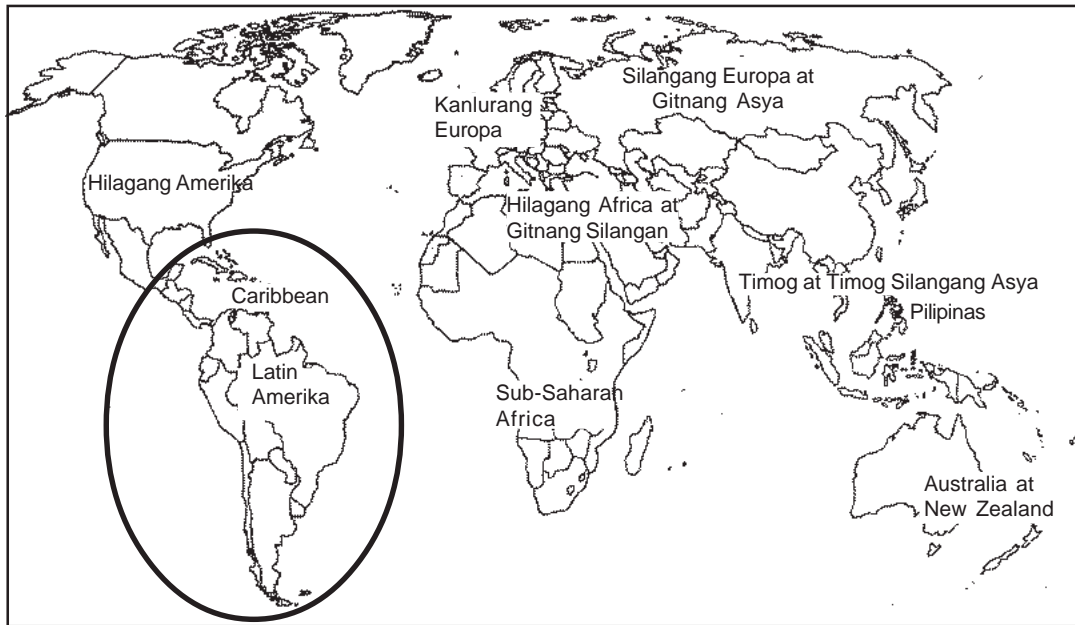 Silangang Europa at
Gitnang Asya
Kanlurang
Europa
Hilagang Amerika
Hilagang Africa at
Gitnang Silangan
Timog at Timog Silangang Asya
Caribbean
Pilipinas
Latin
Amerika
Sub-Saharan
Africa
Australia at
New Zealand